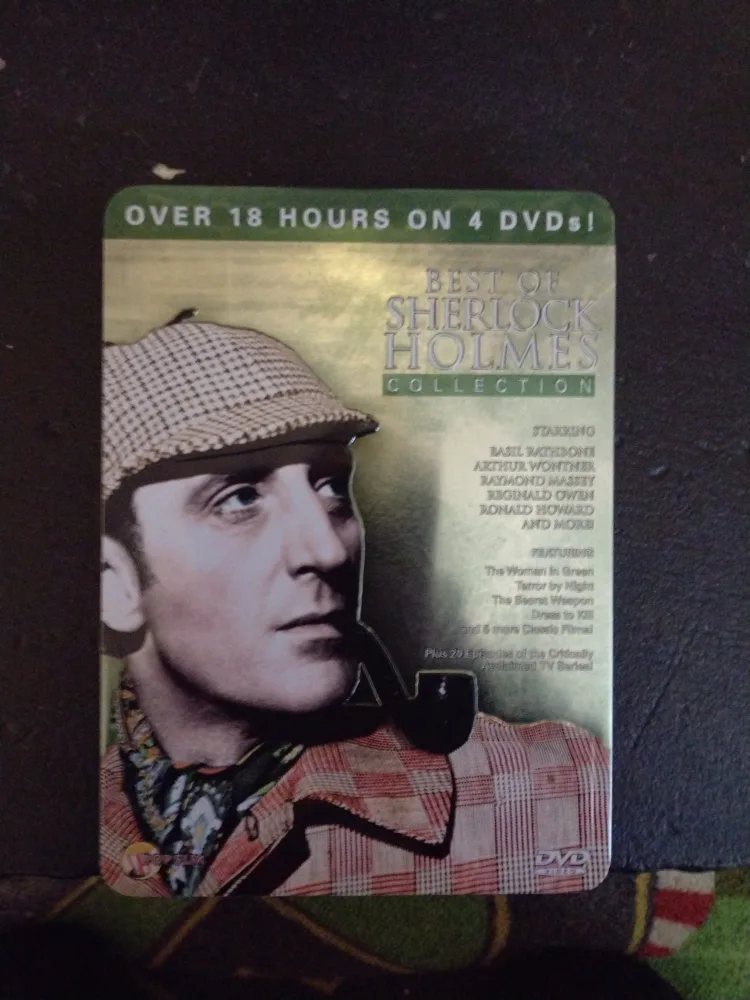 OVER 18 HOURS ON 4 DVDs!
BEST OF
SHERLOCK
HOLMES
COLLECTION
STARRING
BASIL RATHBONE
ARTHUR WONTNER
RAYMOND MASSEY
REGINALD OWEN
RONALD HOWARD
AND MORE!
FEATURING
The Woman in Green
Terror by Night
The Secret Weapon
Dress to Kill
and 5 more Classic Films!
Plus 20 Episodes of the Critically
Acclaimed TV Series!
DVD
VIDEO